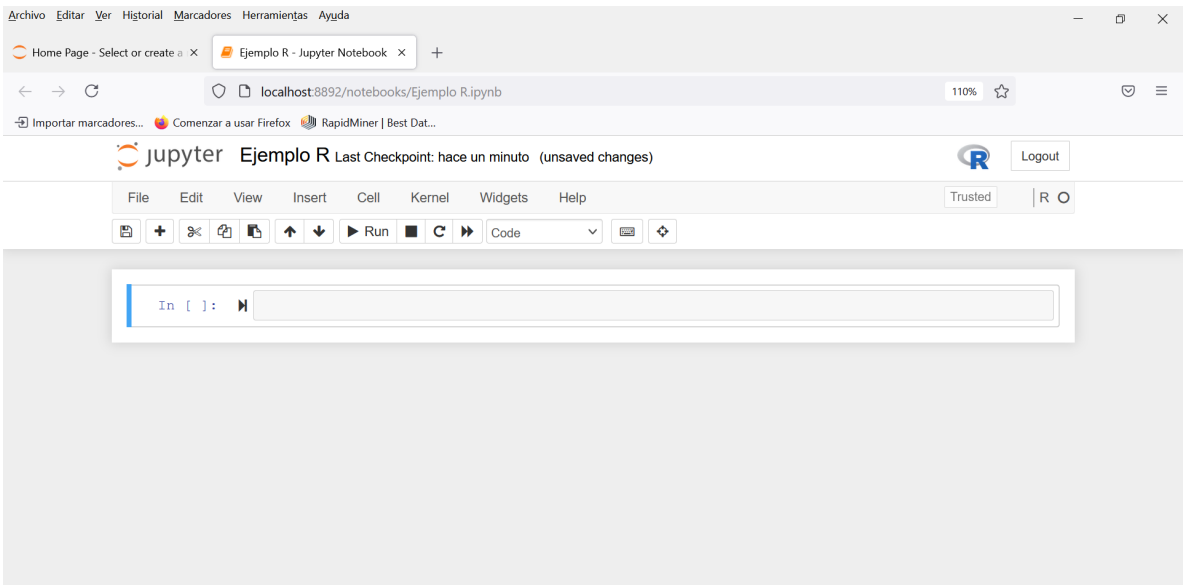 Archivo Editar Ver Historial Marcadores Herramientas Ayuda
Home Page - Select or create a
Ejemplo R - Jupyter Notebook
localhost:8892/notebooks/Ejemplo R.ipynb
110%
Importar marcadores... Comenzar a usar Firefox RapidMiner | Best Dat...
jupyter Ejemplo R Last Checkpoint: hace un minuto (unsaved changes)
R
Logout
File Edit View Insert Cell Kernel Widgets Help
Trusted
R
Run
Code
In [ ]: